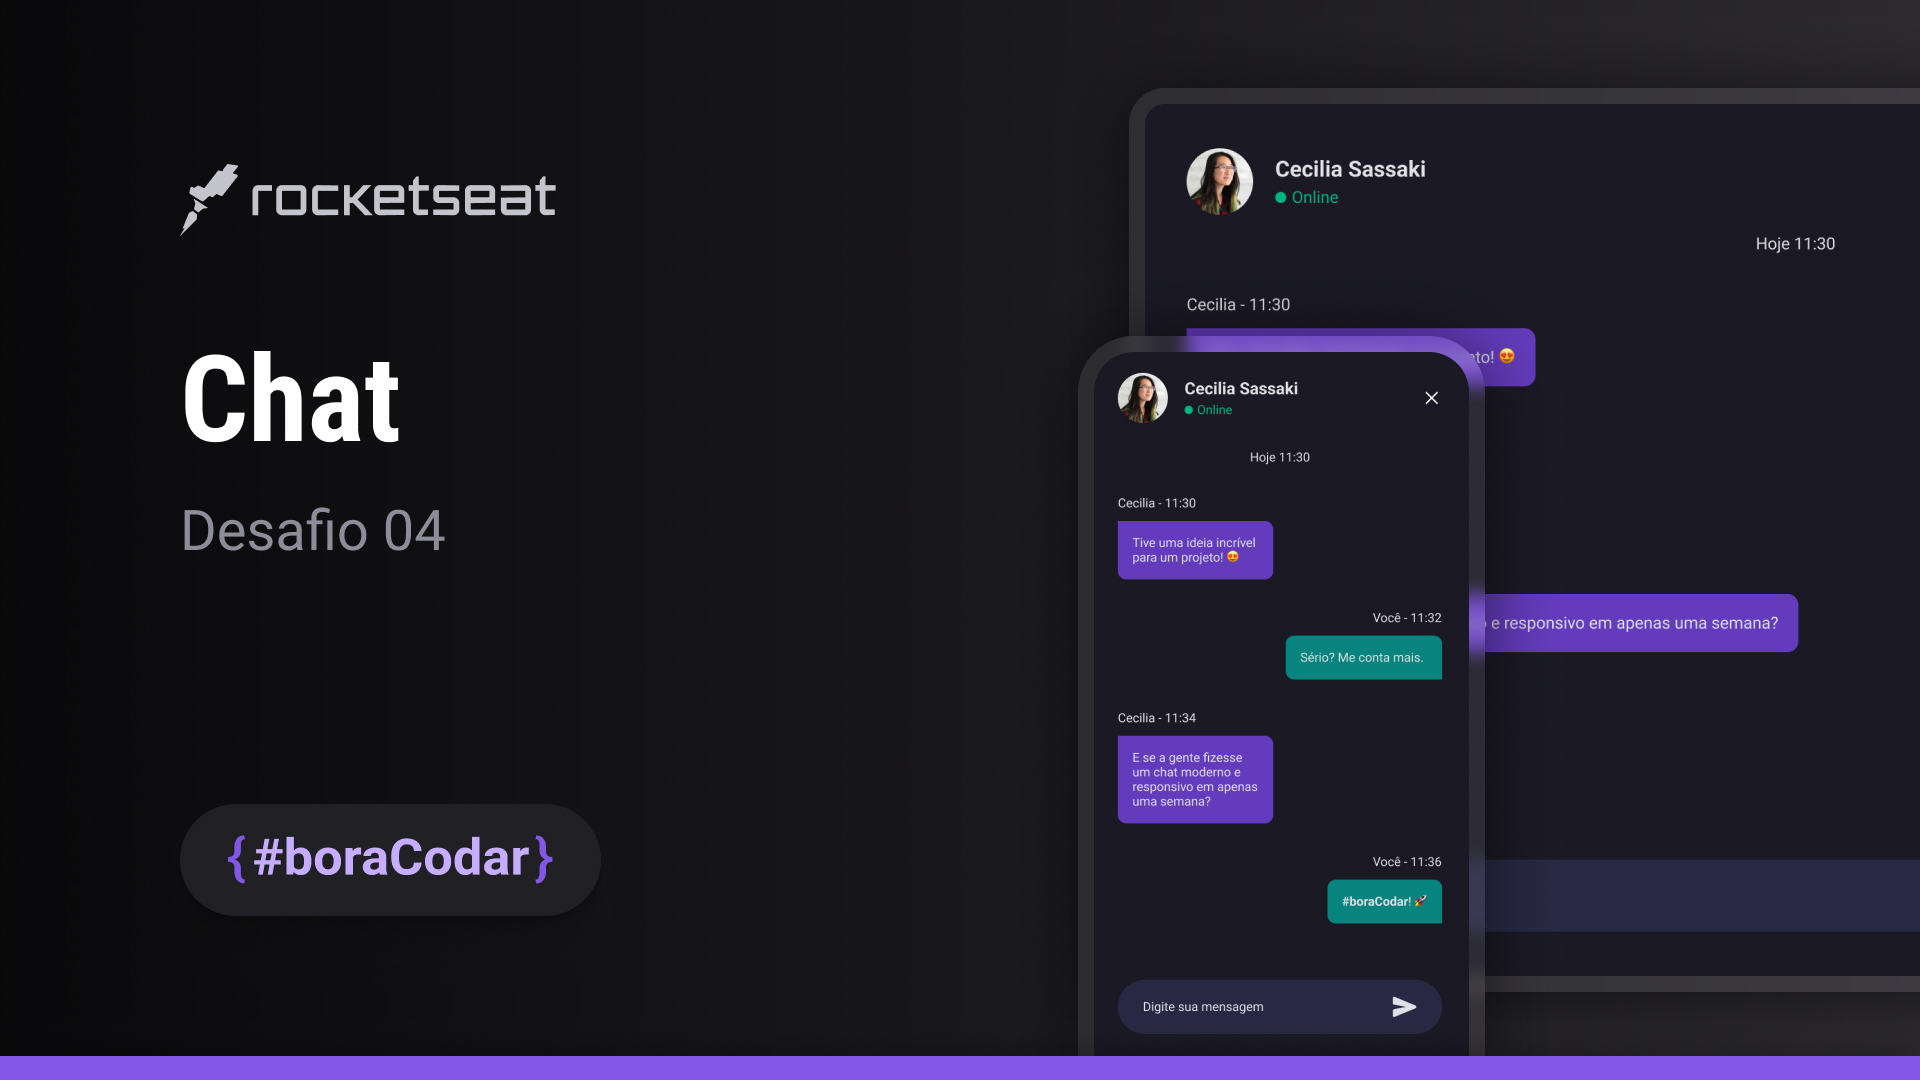 rocketseat
Chat
Desafio 04
{#boraCodar}
Cecilia Sassaki
Online
Hoje 11:30
Cecilia - 11:30
eto! 😍
e responsivo em apenas uma semana?
Cecilia Sassaki
Online
Hoje 11:30
Cecilia - 11:30
Tive uma ideia incrível
para um projeto! 😍
Você - 11:32
Sério? Me conta mais.
Cecilia - 11:34
E se a gente fizesse
um chat moderno e
responsivo em apenas
uma semana?
Você - 11:36
#boraCodar! 🚀
Digite sua mensagem